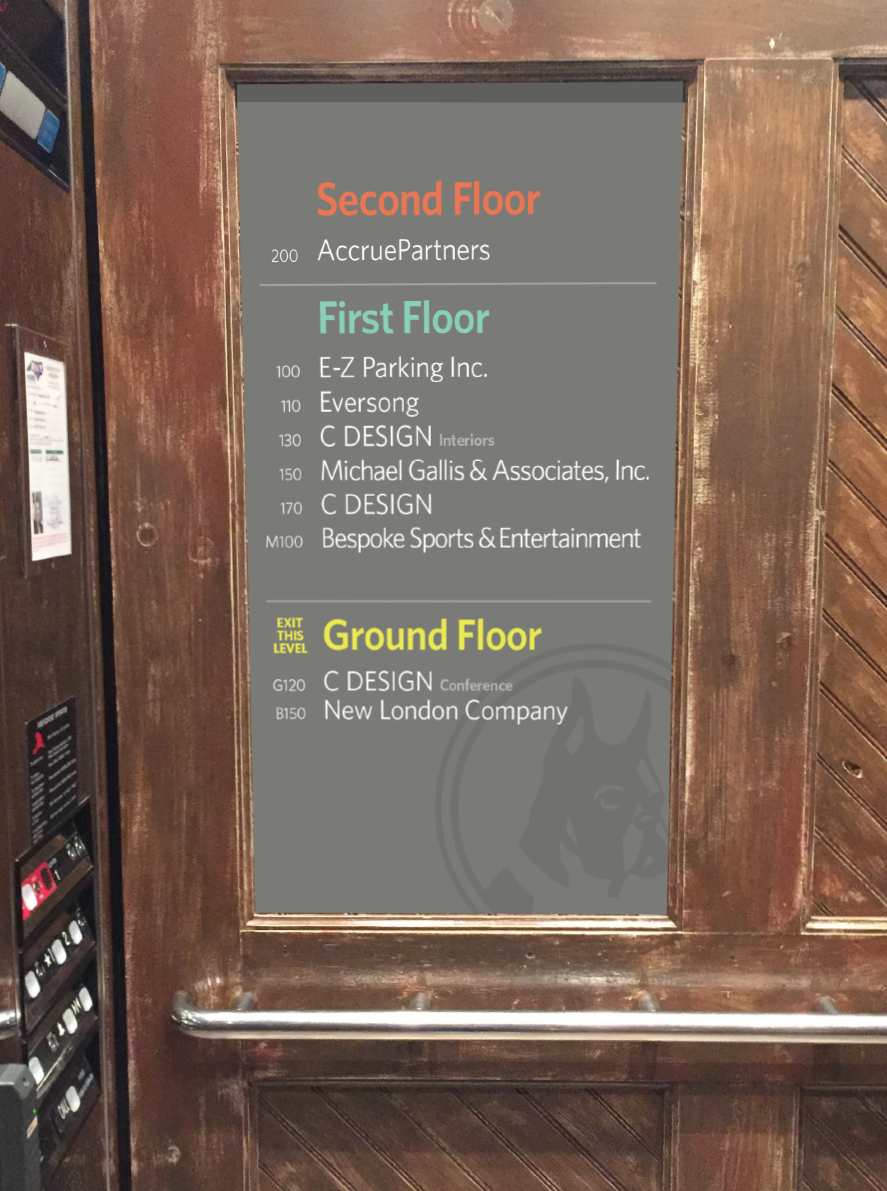 Second Floor
200 AccruePartners
First Floor
100 E-Z Parking Inc.
110 Eversong
130 C DESIGN Interiors
150 Michael Gallis & Associates, Inc.
170 C DESIGN
M100 Bespoke Sports & Entertainment
EXIT
THIS
LEVEL
Ground Floor
G120 C DESIGN Conference
B150 New London Company